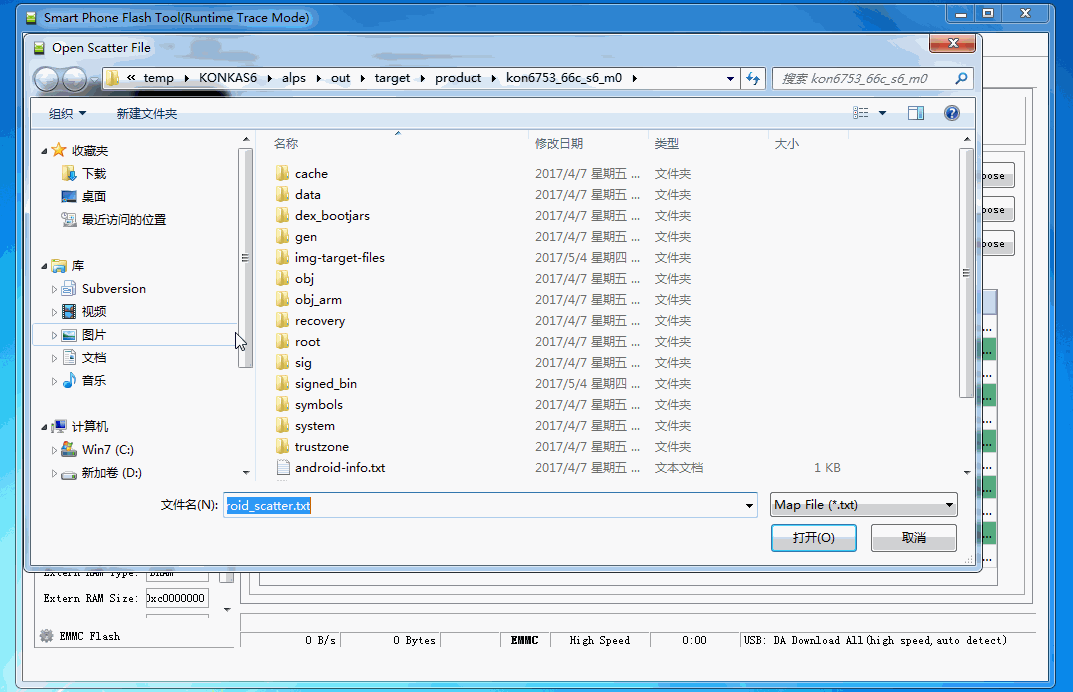 Smart Phone Flash Tool(Runtime Trace Mode)
Open Scatter File
« temp KONKAS6 alps out target product kon6753_66c_s6_m0
搜索 kon6753_66c_s6_m0
组织 新建文件夹
收藏夹
下载
桌面
最近访问的位置
库
Subversion
视频
图片
文档
音乐
计算机
Win7 (C:)
新加卷 (D:)
名称 修改日期 类型 大小
cache 2017/4/7 星期五 ... 文件夹
data 2017/4/7 星期五 ... 文件夹
dex_bootjars 2017/4/7 星期五 ... 文件夹
gen 2017/4/7 星期五 ... 文件夹
img-target-files 2017/5/4 星期四 ... 文件夹
obj 2017/4/7 星期五 ... 文件夹
obj_arm 2017/4/7 星期五 ... 文件夹
recovery 2017/4/7 星期五 ... 文件夹
root 2017/4/7 星期五 ... 文件夹
sig 2017/4/7 星期五 ... 文件夹
signed_bin 2017/5/4 星期四 ... 文件夹
symbols 2017/4/7 星期五 ... 文件夹
system 2017/4/7 星期五 ... 文件夹
trustzone 2017/4/7 星期五 ... 文件夹
android-info.txt 2017/4/7 星期五 ... 文本文档 1 KB
文件名(N): roid_scatter.txt
Map File (*.txt)
打开(O) 取消
Extern RAM Type: DRAM
Extern RAM Size: 0xc0000000
EMMC Flash
0 B/s 0 Bytes EMMC High Speed 0:00 USB: DA Download All(high speed,auto detect)